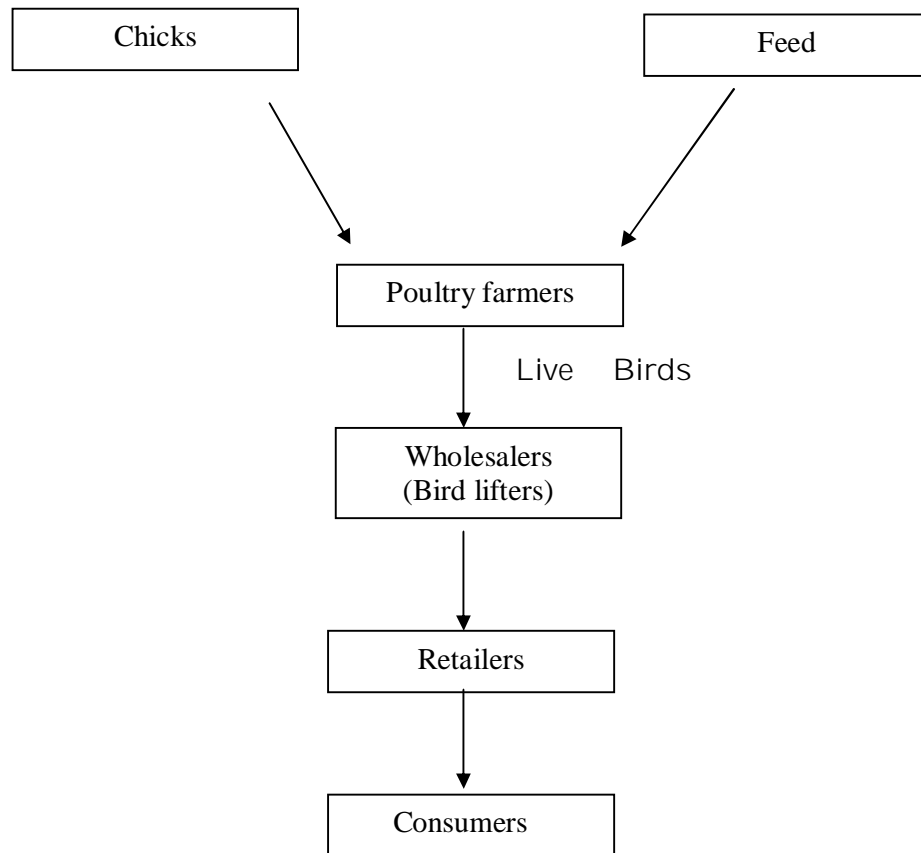 Chicks
Feed
Poultry farmers
Live Birds
Wholesalers
(Bird lifters)
Retailers
Consumers